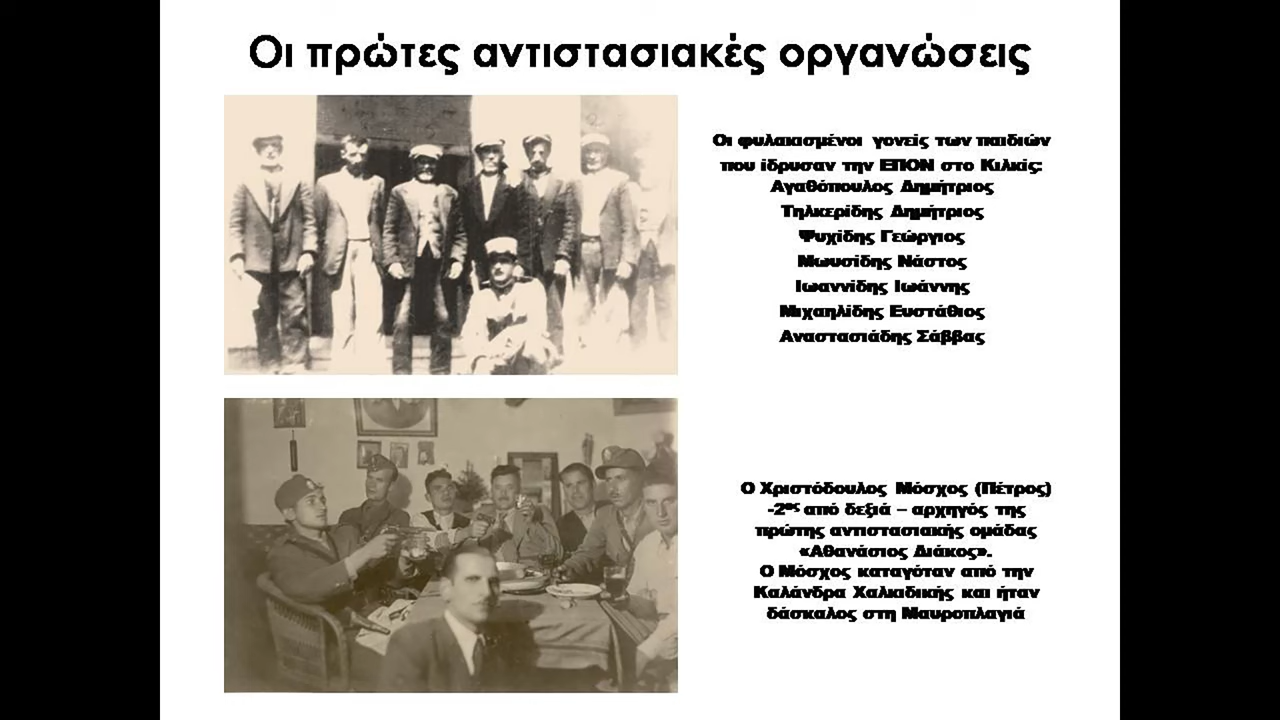 Οι πρώτες αντιστασιακές οργανώσεις
Οι φυλακισμένοι γονείς των παιδιών
που ίδρυσαν την ΕΠΟΝ στο Κιλκίς:
Αγαθόπουλος Δημήτριος
Τηλκερίδης Δημήτριος
Ψυχίδης Γεώργιος
Μωυσίδης Νάστος
Ιωαννίδης Ιωάννης
Μιχαηλίδης Ευστάθιος
Αναστασιάδης Σάββας
Ο Χριστόδουλος Μόσχος (Πέτρος)
-2ος από δεξιά – αρχηγός της
πρώτης αντιστασιακής ομάδας
«Αθανάσιος Διάκος».
Ο Μόσχος καταγόταν από την
Καλάνδρα Χαλκιδικής και ήταν
δάσκαλος στη Μαυροπλαγιά